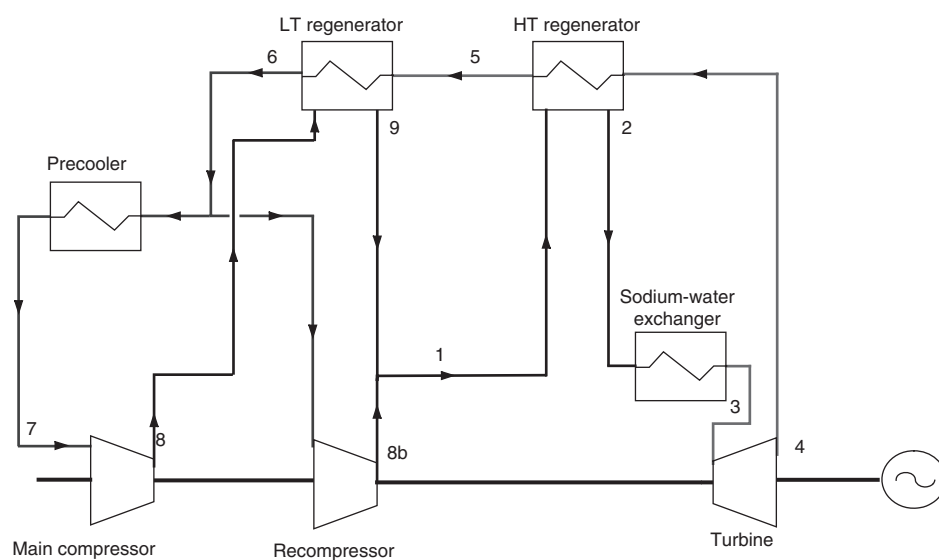 LT regenerator
HT regenerator
6
5
9
2
Precooler
Sodium-water
exchanger
1
3
7
8
8b
4
Main compressor
Recompressor
Turbine